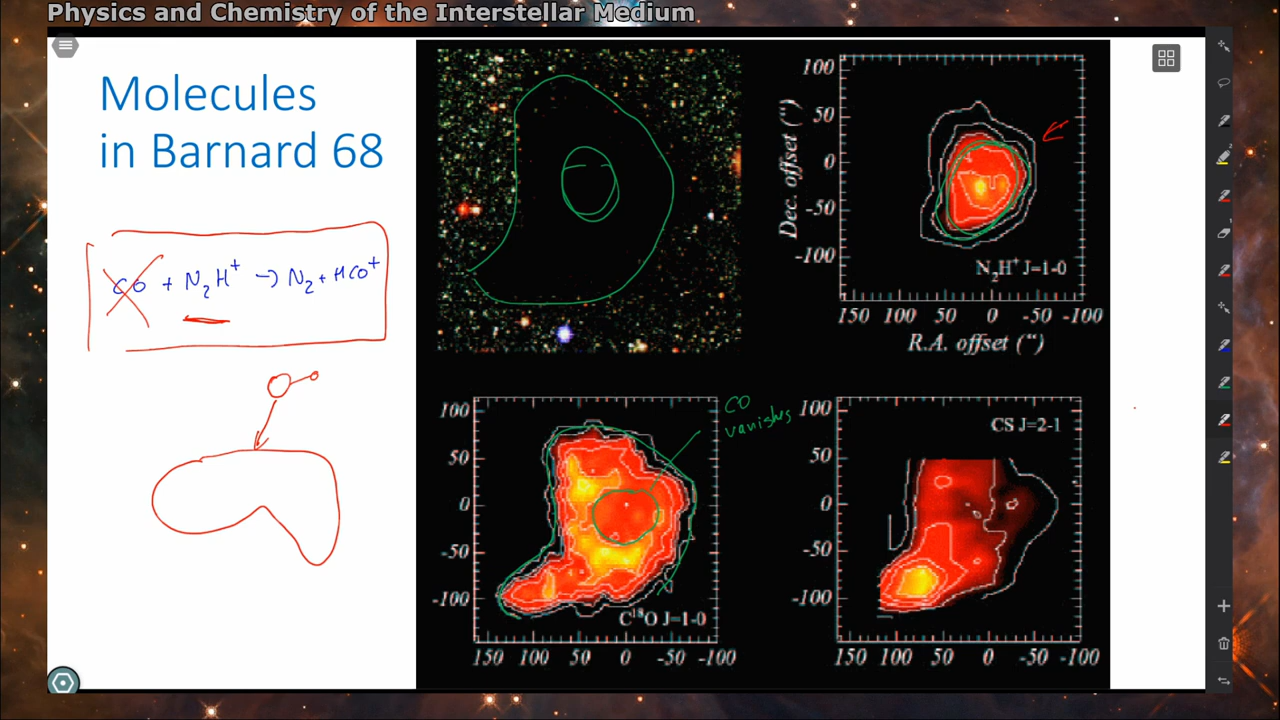 Physics and Chemistry of the Interstellar Medium
Molecules
in Barnard 68
CO + N₂H⁺ → N₂ + HCO⁺
100
50
0
-50
-100
Dec. offset (“)
N₂H⁺ J=1-0
150 100 50 0 -50 -100
R.A. offset (“)
100
50
0
-50
-100
C¹⁸O J=1-0
150 100 50 0 -50 -100
CO
vanishes
100
50
0
-50
-100
CS J=2-1
150 100 50 0 -50 -100